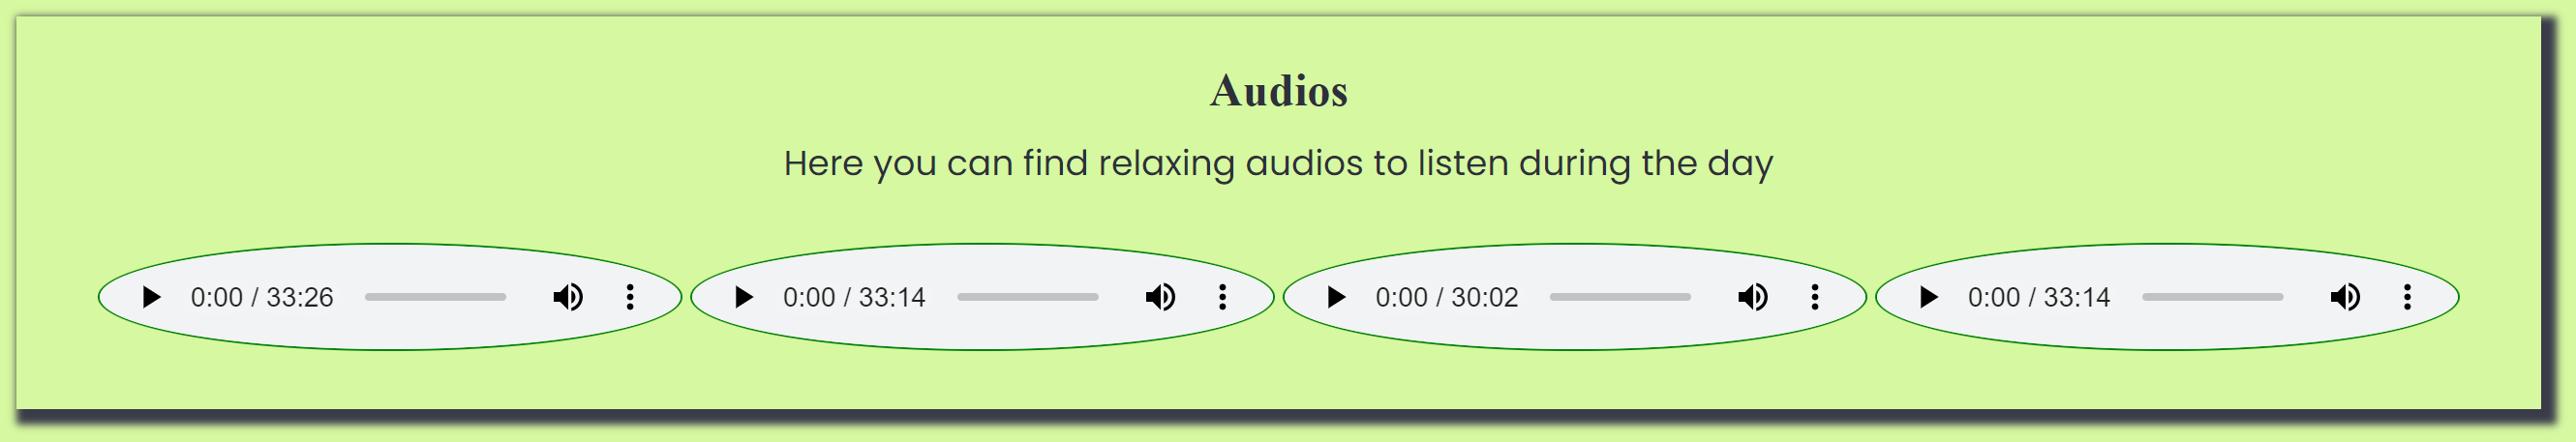 Audios
Here you can find relaxing audios to listen during the day
0:00 / 33:26 0:00 / 33:14 0:00 / 30:02 0:00 / 33:14